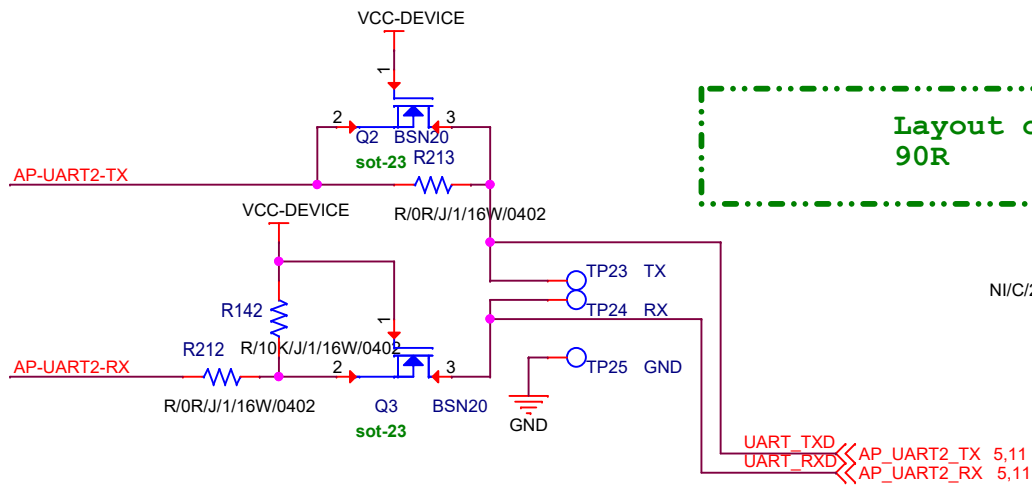 VCC-DEVICE
1
2
3
Q2 BSN20
sot-23
R213
AP-UART2-TX
R/0R/J/1/16W/0402
Layout c
90R
VCC-DEVICE
TP23 TX
TP24 RX
NI/C/2
R142
R/10K/J/1/16W/0402
1
R212
AP-UART2-RX
2
3
TP25 GND
R/0R/J/1/16W/0402
Q3 BSN20
sot-23
GND
UART_TXD
AP_UART2_TX 5,11
UART_RXD
AP_UART2_RX 5,11